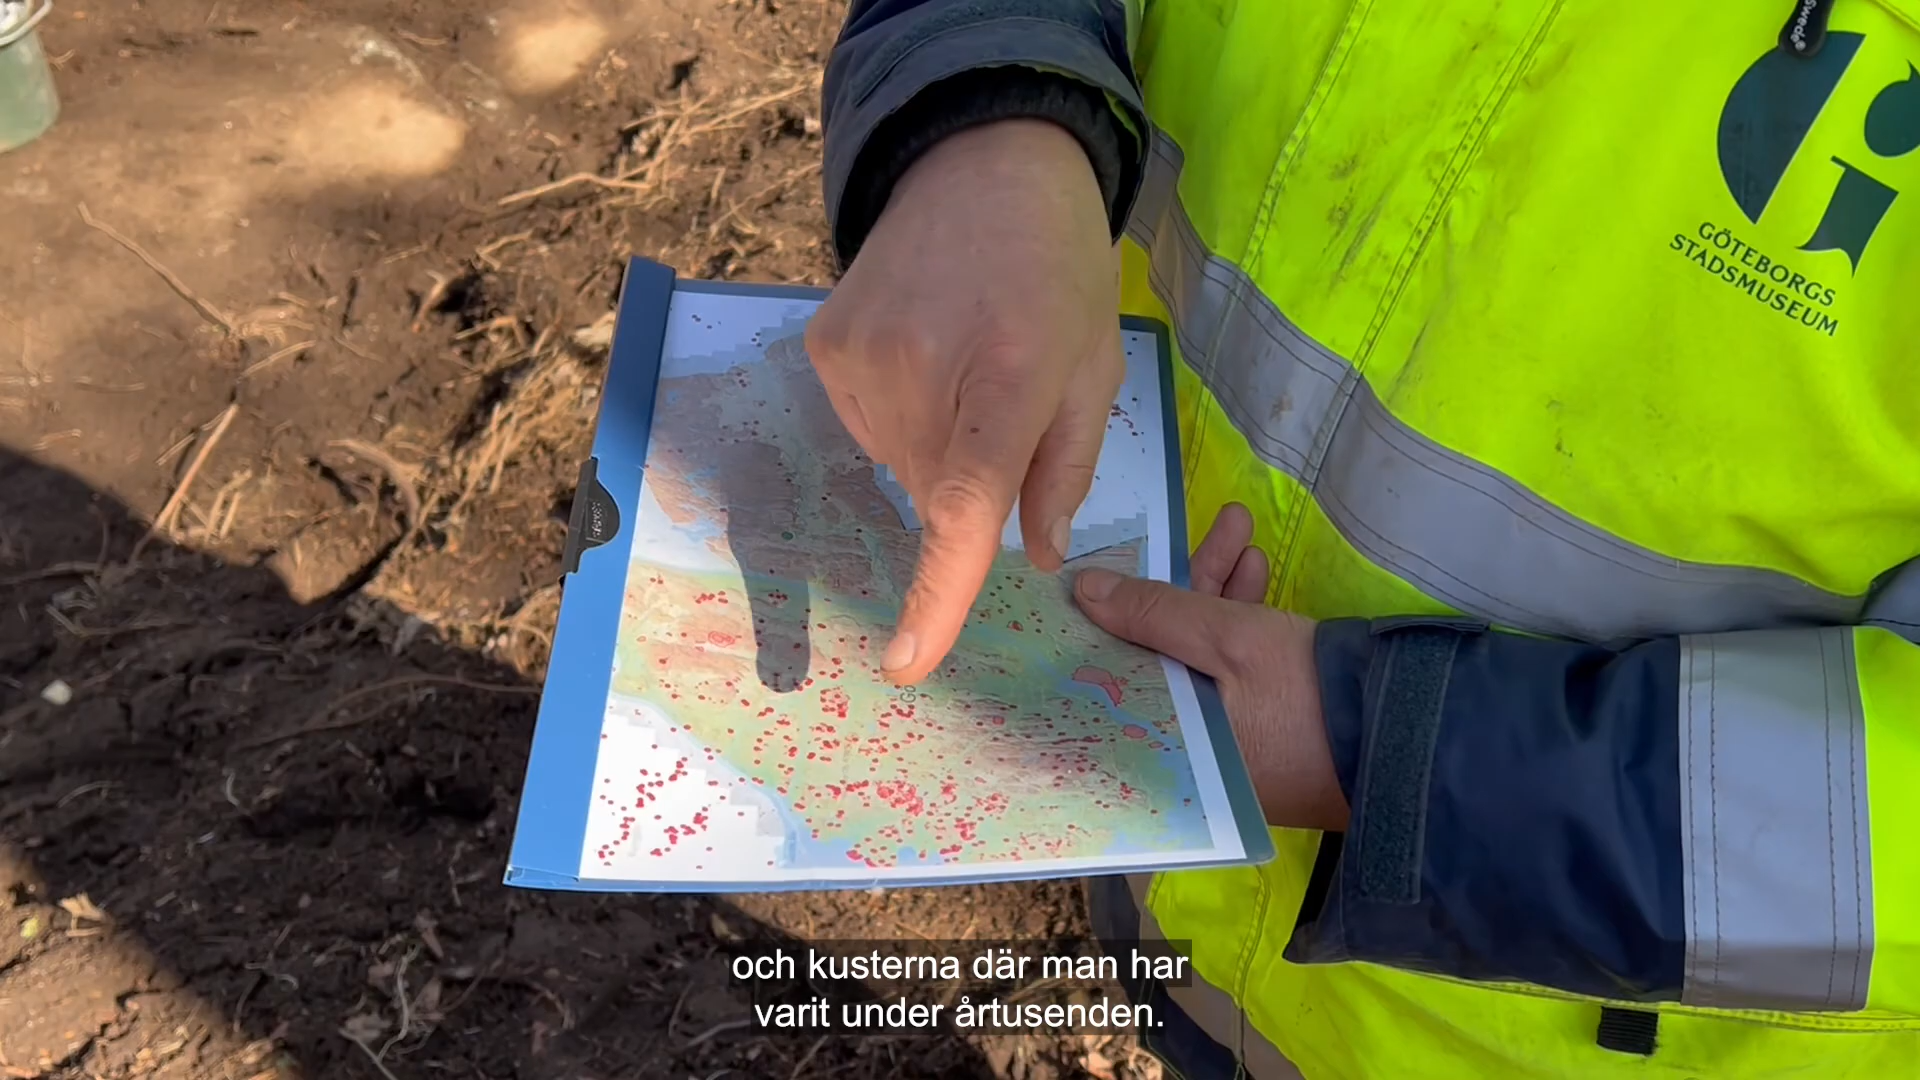 GÖTEBORGS
STADSMUSEUM
och kusterna där man har
varit under årtusenden.